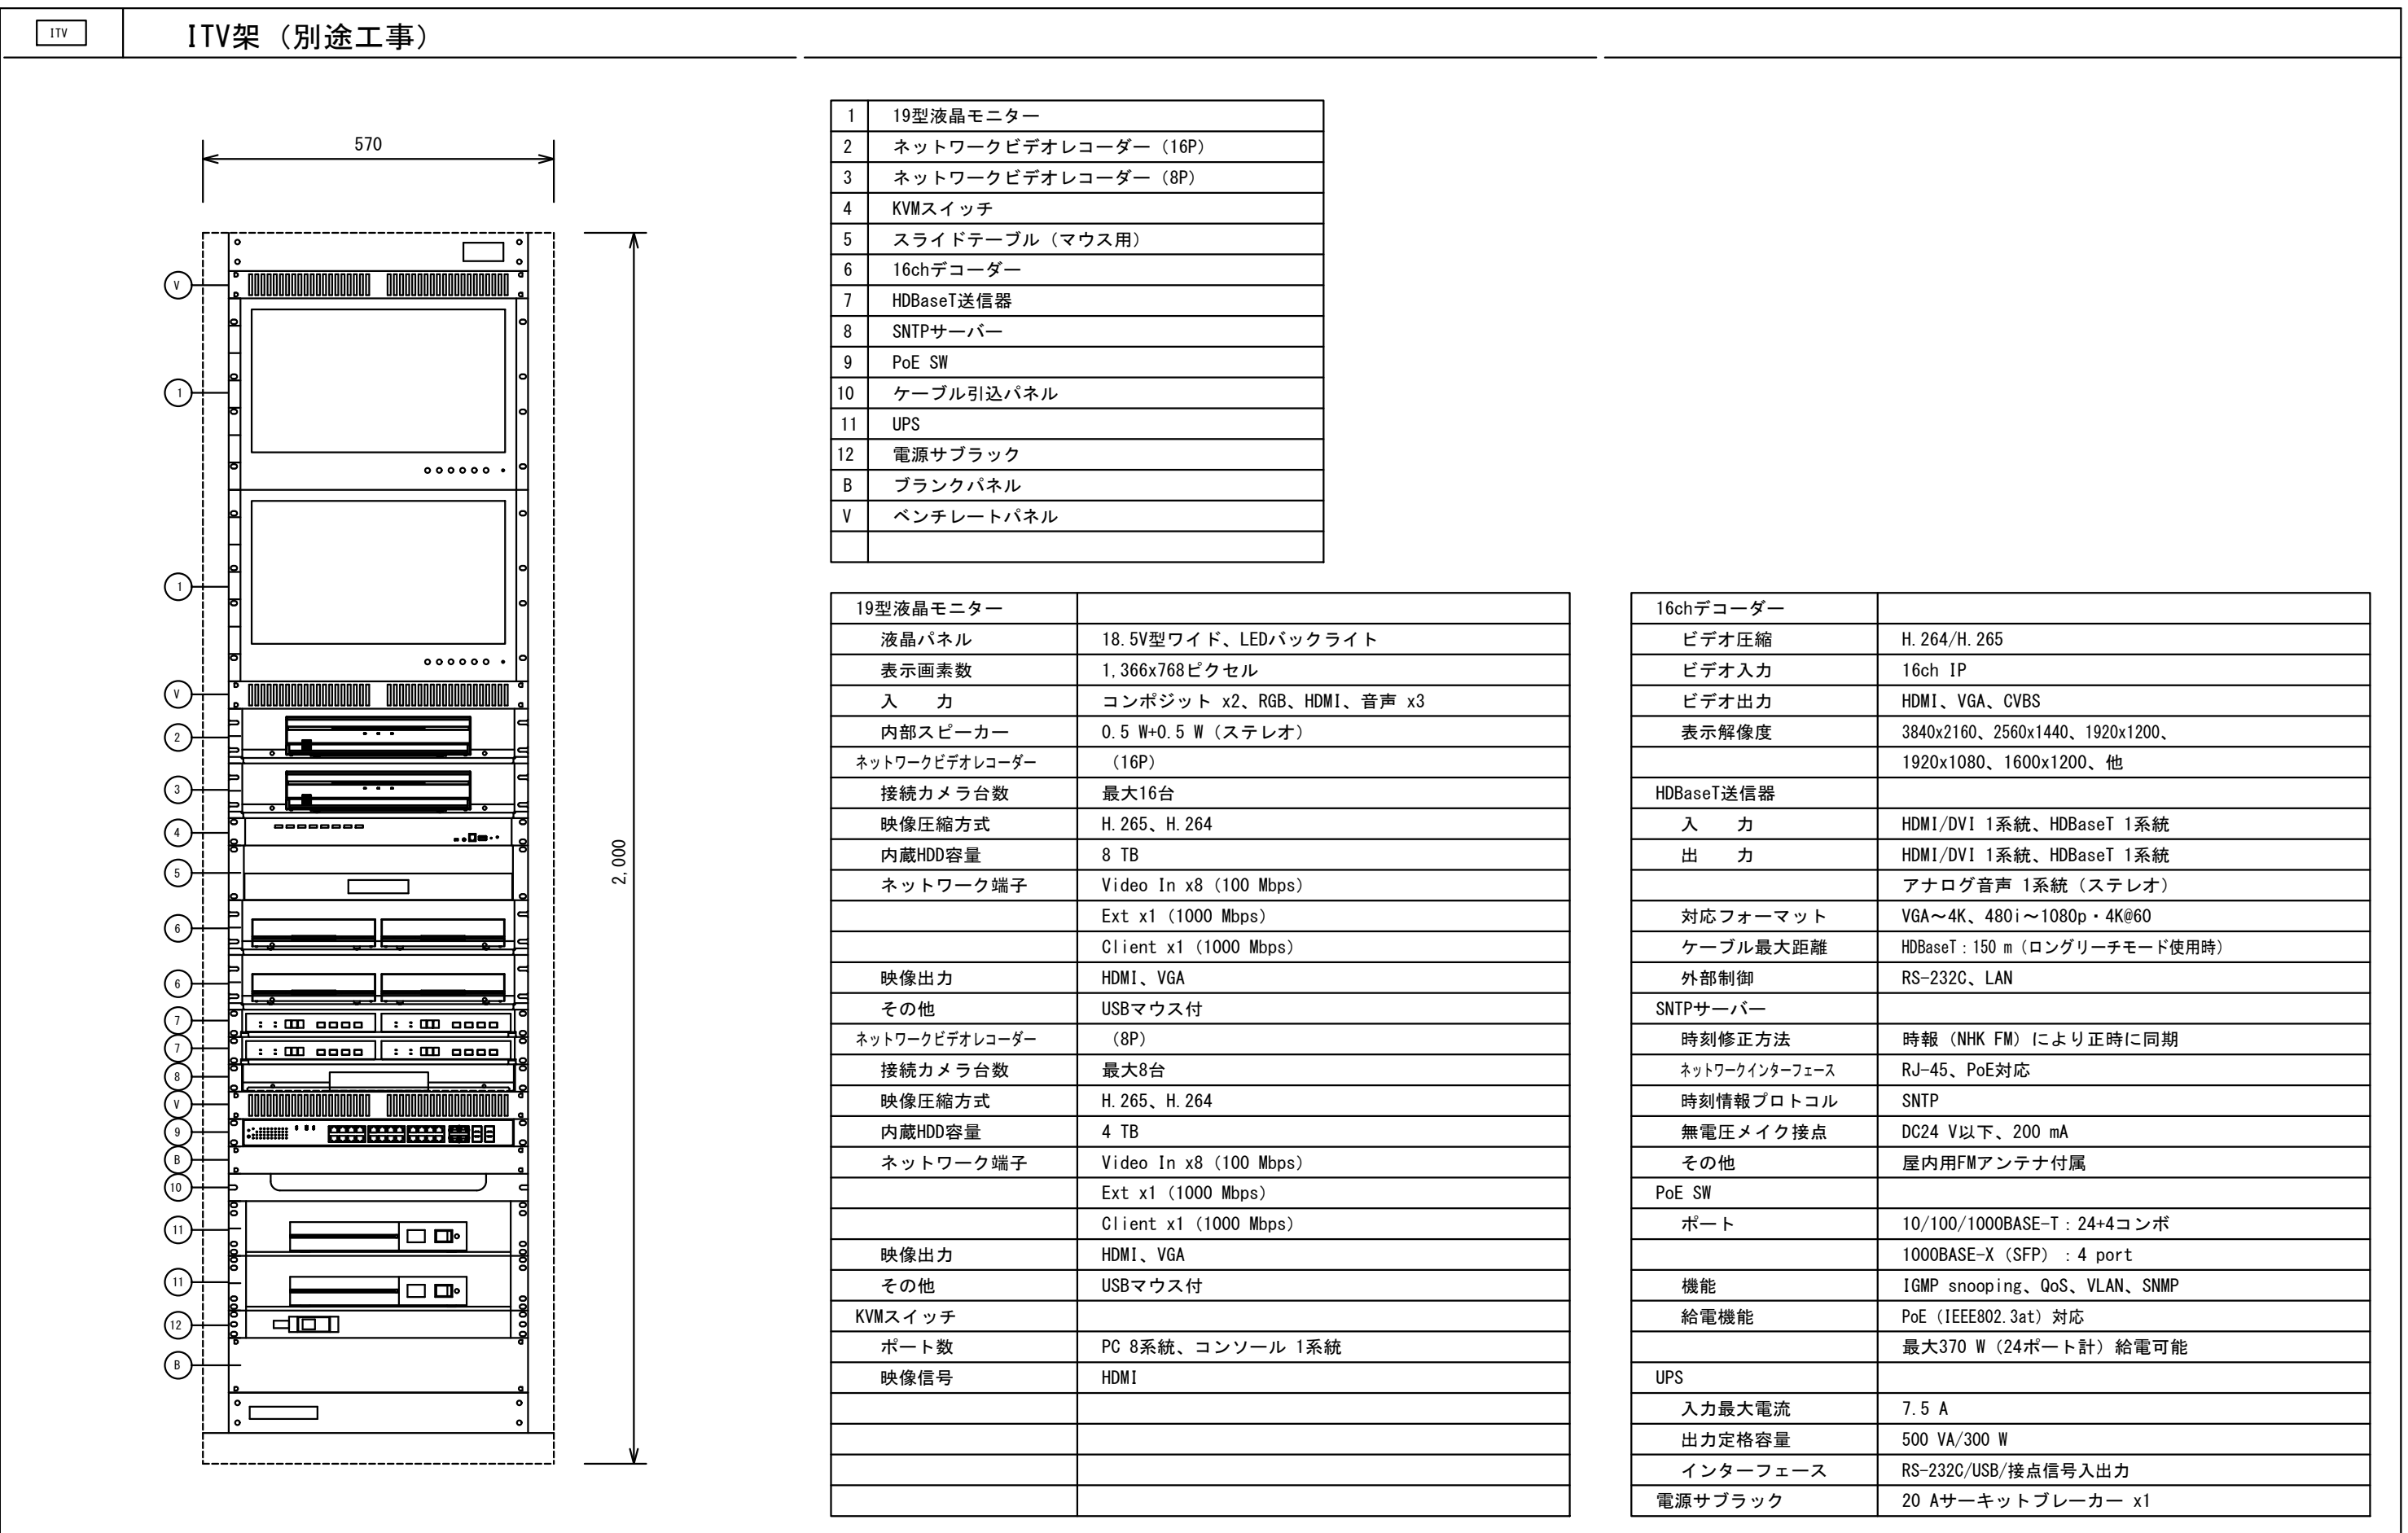 ITV
ITV架（別途工事）
570
2,000
V
1
1
V
2
3
4
5
6
6
7
7
8
V
9
B
10
11
11
12
B
1 19型液晶モニター
2 ネットワークビデオレコーダー（16P）
3 ネットワークビデオレコーダー（8P）
4 KVMスイッチ
5 スライドテーブル（マウス用）
6 16chデコーダー
7 HDBaseT送信器
8 SNTPサーバー
9 PoE SW
10 ケーブル引込パネル
11 UPS
12 電源サブラック
B ブランクパネル
V ベンチレートパネル
19型液晶モニター
液晶パネル 18.5V型ワイド、LEDバックライト
表示画素数 1,366x768ピクセル
入　力 コンポジット x2、RGB、HDMI、音声 x3
内部スピーカー 0.5 W+0.5 W（ステレオ）
ネットワークビデオレコーダー （16P）
接続カメラ台数 最大16台
映像圧縮方式 H.265、H.264
内蔵HDD容量 8 TB
ネットワーク端子 Video In x8（100 Mbps）
Ext x1（1000 Mbps）
Client x1（1000 Mbps）
映像出力 HDMI、VGA
その他 USBマウス付
ネットワークビデオレコーダー （8P）
接続カメラ台数 最大8台
映像圧縮方式 H.265、H.264
内蔵HDD容量 4 TB
ネットワーク端子 Video In x8（100 Mbps）
Ext x1（1000 Mbps）
Client x1（1000 Mbps）
映像出力 HDMI、VGA
その他 USBマウス付
KVMスイッチ
ポート数 PC 8系統、コンソール 1系統
映像信号 HDMI
16chデコーダー
ビデオ圧縮 H.264/H.265
ビデオ入力 16ch IP
ビデオ出力 HDMI、VGA、CVBS
表示解像度 3840x2160、2560x1440、1920x1200、
1920x1080、1600x1200、他
HDBaseT送信器
入　力 HDMI/DVI 1系統、HDBaseT 1系統
出　力 HDMI/DVI 1系統、HDBaseT 1系統
アナログ音声 1系統（ステレオ）
対応フォーマット VGA～4K、480i～1080p・4K@60
ケーブル最大距離 HDBaseT：150 m（ロングリーチモード使用時）
外部制御 RS-232C、LAN
SNTPサーバー
時刻修正方法 時報（NHK FM）により正時に同期
ネットワークインターフェース RJ-45、PoE対応
時刻情報プロトコル SNTP
無電圧メイク接点 DC24 V以下、200 mA
その他 屋内用FMアンテナ付属
PoE SW
ポート 10/100/1000BASE-T：24+4コンボ
1000BASE-X（SFP）：4 port
機能 IGMP snooping、QoS、VLAN、SNMP
給電機能 PoE（IEEE802.3at）対応
最大370 W（24ポート計）給電可能
UPS
入力最大電流 7.5 A
出力定格容量 500 VA/300 W
インターフェース RS-232C/USB/接点信号入出力
電源サブラック 20 Aサーキットブレーカー x1